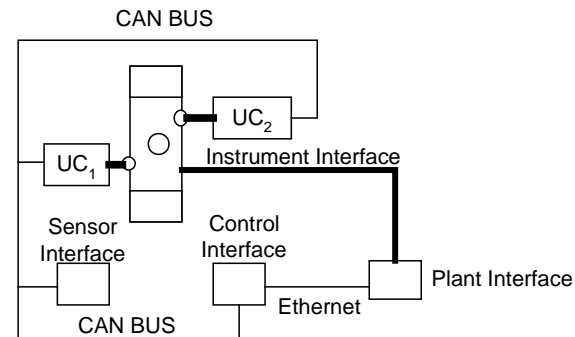 CAN BUS
UC2
Instrument Interface
UC1
Sensor
Interface
Control
Interface
Plant Interface
Ethernet
CAN BUS